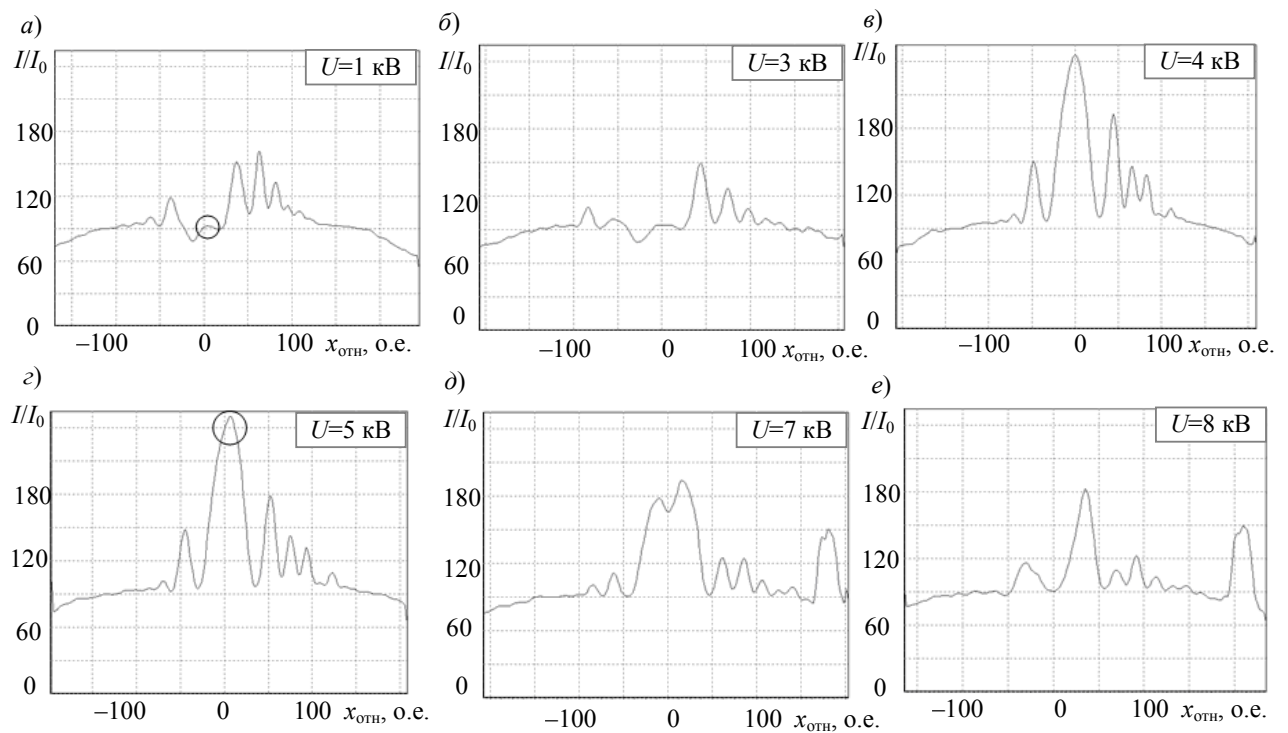 а)
I/I₀
U=1 кВ
180
120
60
0
−100 0 100 xотн, о.е.
б)
I/I₀
U=3 кВ
180
120
60
0
−100 0 100 xотн, о.е.
в)
I/I₀
U=4 кВ
180
120
60
0
−100 0 100 xотн, о.е.
г)
I/I₀
U=5 кВ
180
120
60
0
−100 0 100 xотн, о.е.
д)
I/I₀
U=7 кВ
180
120
60
0
−100 0 100 xотн, о.е.
е)
I/I₀
U=8 кВ
180
120
60
0
−100 0 100 xотн, о.е.